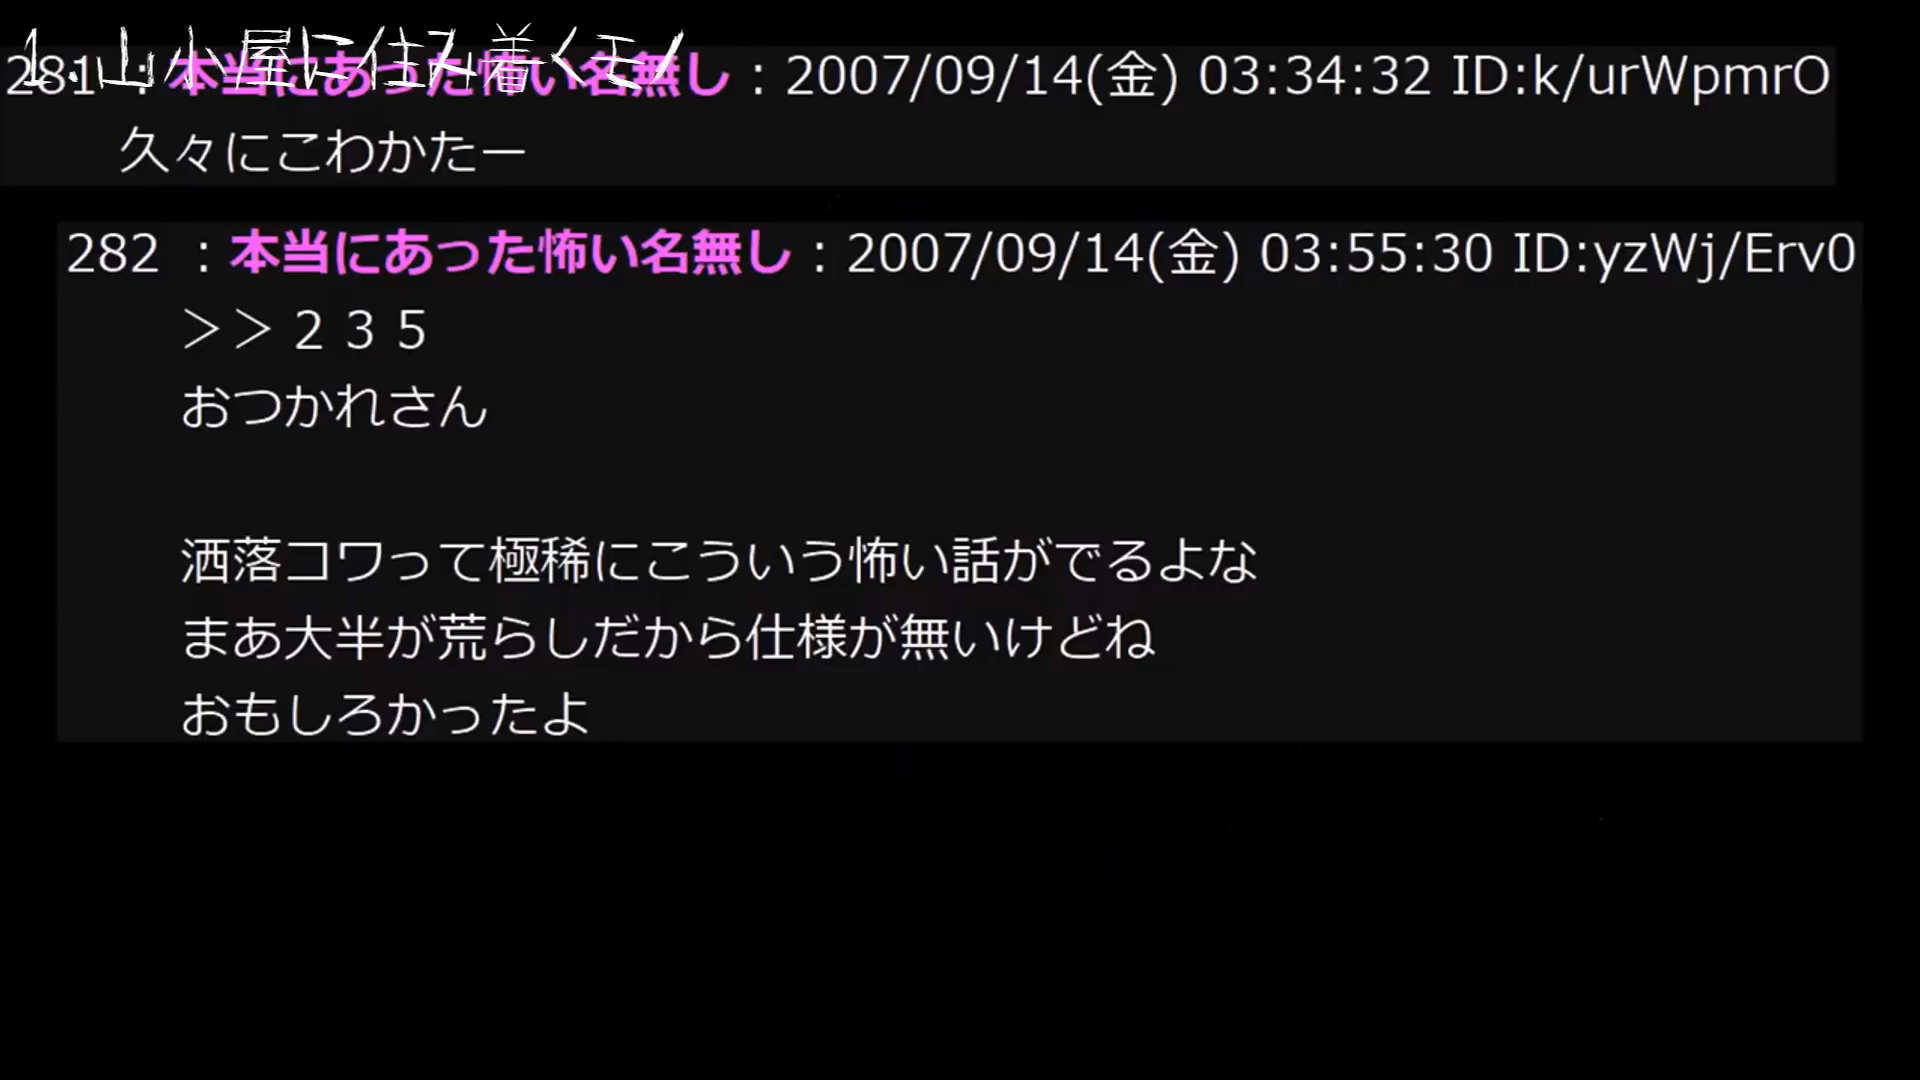 1. 山小屋に住み着くモノ
281 ：本当にあった怖い名無し：2007/09/14(金) 03:34:32 ID:k/urWpmrO
久々にこわかたー
282 ：本当にあった怖い名無し：2007/09/14(金) 03:55:30 ID:yzWj/Erv0
＞＞２３５
おつかれさん
洒落コワって極稀にこういう怖い話がでるよな
まあ大半が荒らしだから仕様が無いけどね
おもしろかったよ